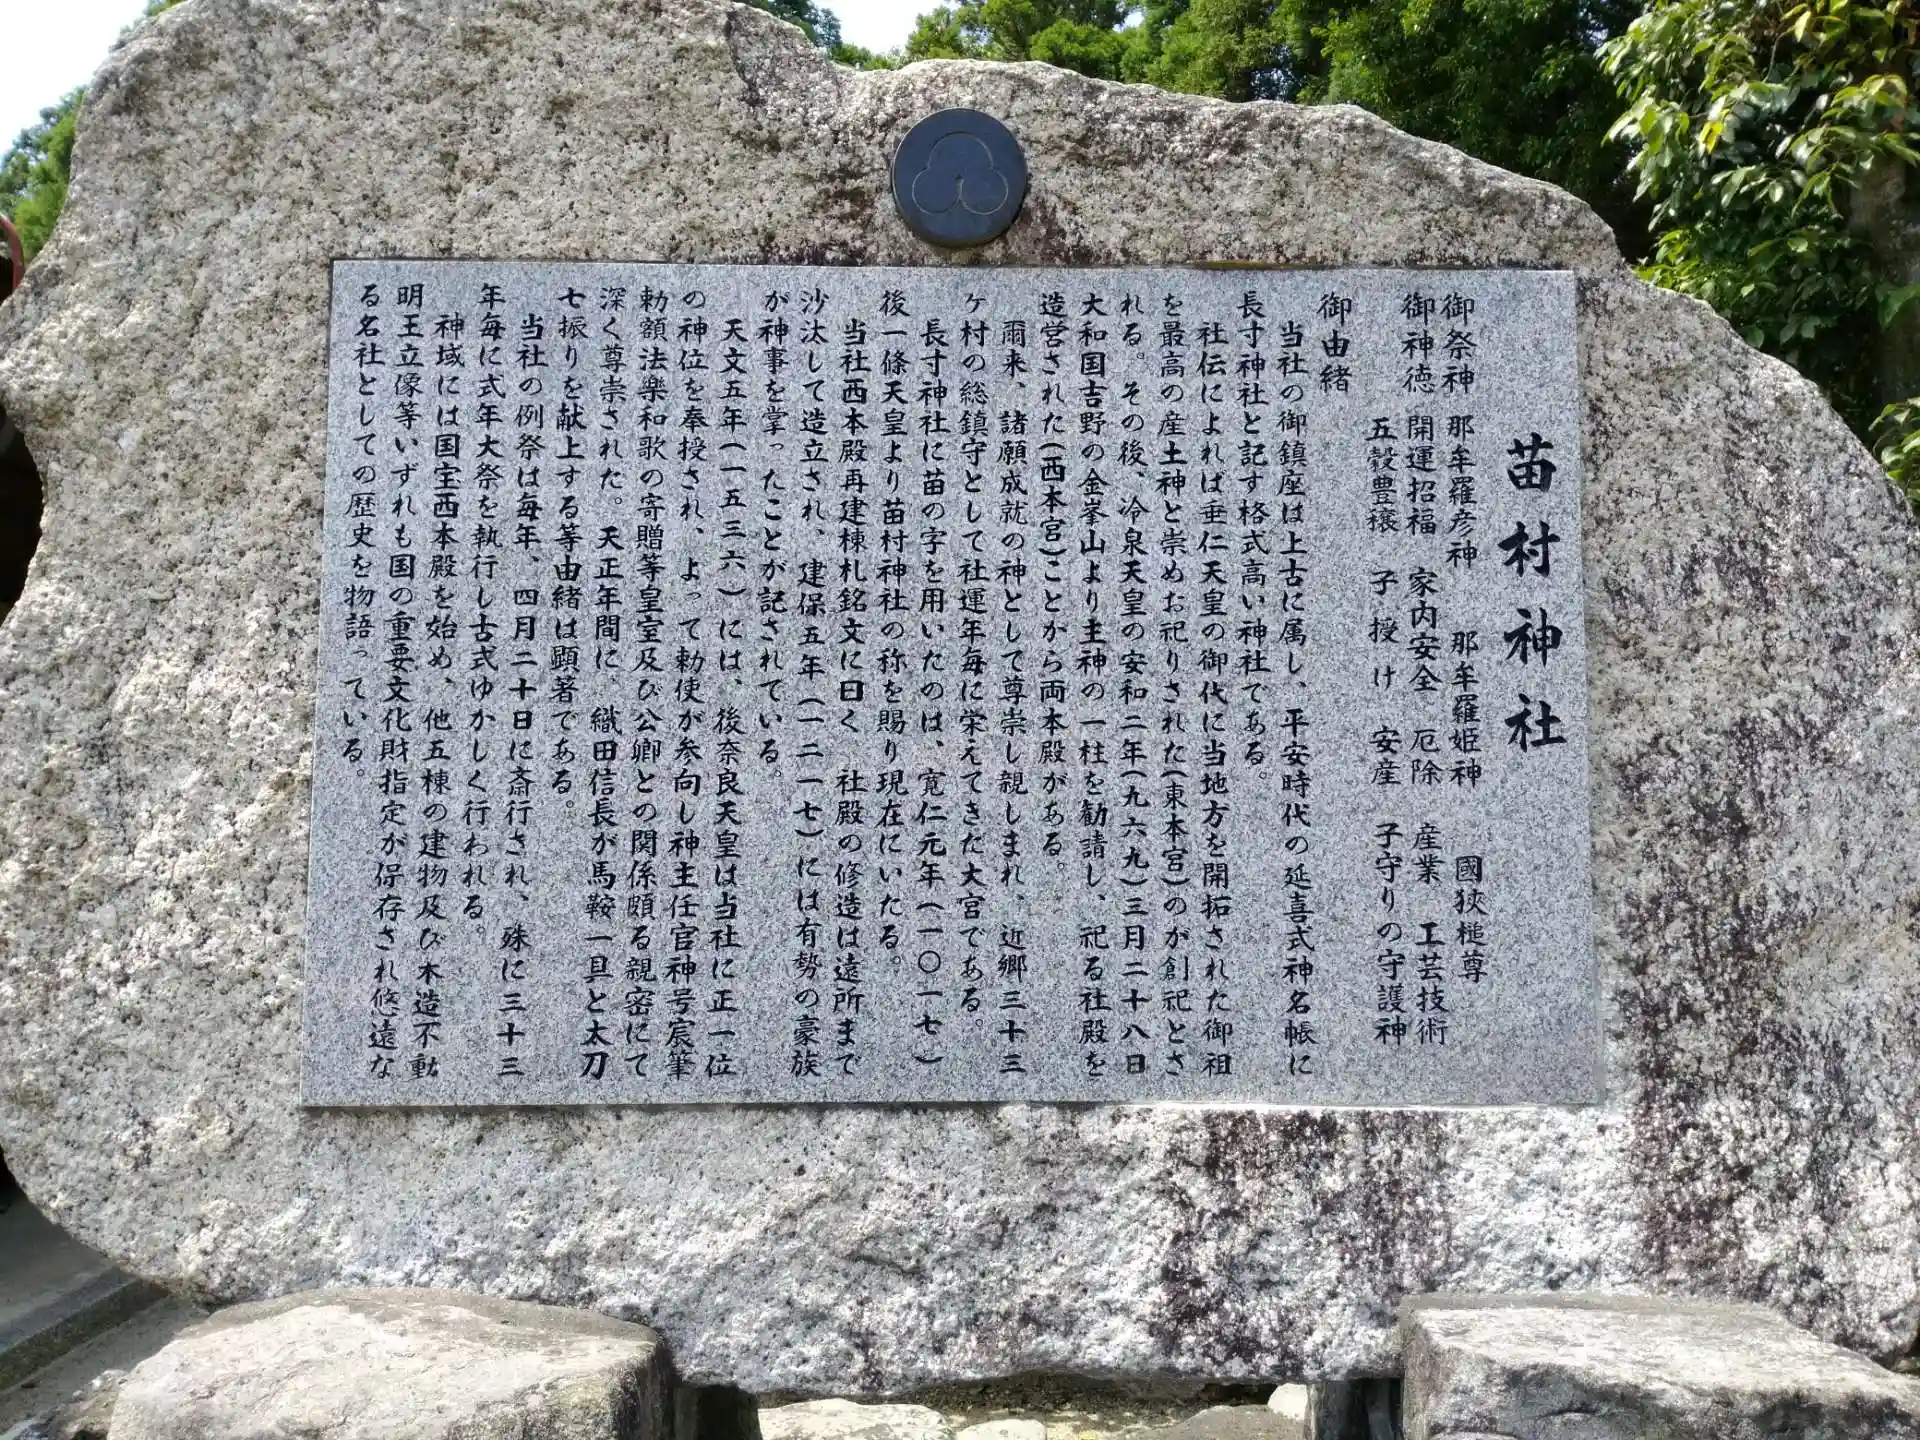 苗村神社
御祭神 那牟羅彦神 那牟羅姫神 國狭槌尊
御神徳 開運招福 家内安全 厄除 産業 工芸技術
五穀豊穣 子授け 安産 子守りの守護神
御由緒
当社の御鎮座は上古に属し、平安時代の延喜式神名帳に
長寸神社と記す格式高い神社である。
社伝によれば垂仁天皇の御代に当地方を開拓された御祖
を最高の産土神と崇めお祀りされた(東本宮)のが創祀とさ
れる。その後、冷泉天皇の安和二年(九六九)三月二十八日
大和国吉野の金峯山より主神の一柱を勧請し、祀る社殿を
造営された(西本宮)ことから両本殿がある。
爾来、諸願成就の神として尊崇し親しまれ、近郷三十三
ケ村の総鎮守として社運年毎に栄えてきた大宮である。
長寸神社に苗の字を用いたのは、寛仁元年(一〇一七)
後一條天皇より苗村神社の称を賜り現在にいたる。
当社西本殿再建棟札銘文に曰く、社殿の修造は遠所まで
沙汰して造立され、建保五年(一二一七)には有勢の豪族
が神事を掌ったことが記されている。
天文五年(一五三六)には、後奈良天皇は当社に正一位
の神位を奉授され、よって勅使が参向し神主任官神号宸筆
勅額法樂和歌の寄贈等皇室及び公卿との関係頗る親密にて
深く尊崇された。天正年間に、織田信長が馬鞍一具と太刀
七振りを献上する等由緒は顕著である。
当社の例祭は毎年、四月二十日に斎行され、殊に三十三
年毎に式年大祭を執行し古式ゆかしく行われる。
神域には国宝西本殿を始め、他五棟の建物及び木造不動
明王立像等いずれも国の重要文化財指定が保存され悠遠な
る名社としての歴史を物語っている。